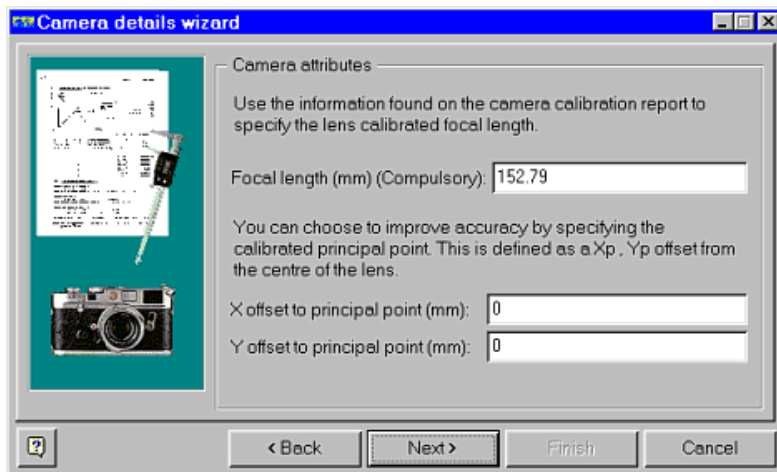 Camera details wizard
Camera attributes
Use the information found on the camera calibration report to
specify the lens calibrated focal length.
Focal length (mm) (Compulsory): 152.79
You can choose to improve accuracy by specifying the
calibrated principal point. This is defined as a Xp , Yp offset from
the centre of the lens.
X offset to principal point (mm): 0
Y offset to principal point (mm): 0
?
< Back Next > Finish Cancel